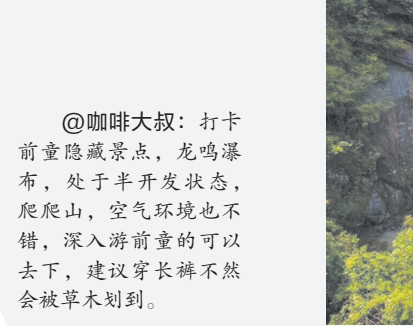 @咖啡大叔：打卡
前童隐藏景点，龙鸣瀑
布，处于半开发状态，
爬爬山，空气环境也不
错，深入游前童的可以
去下，建议穿长裤不然
会被草木划到。